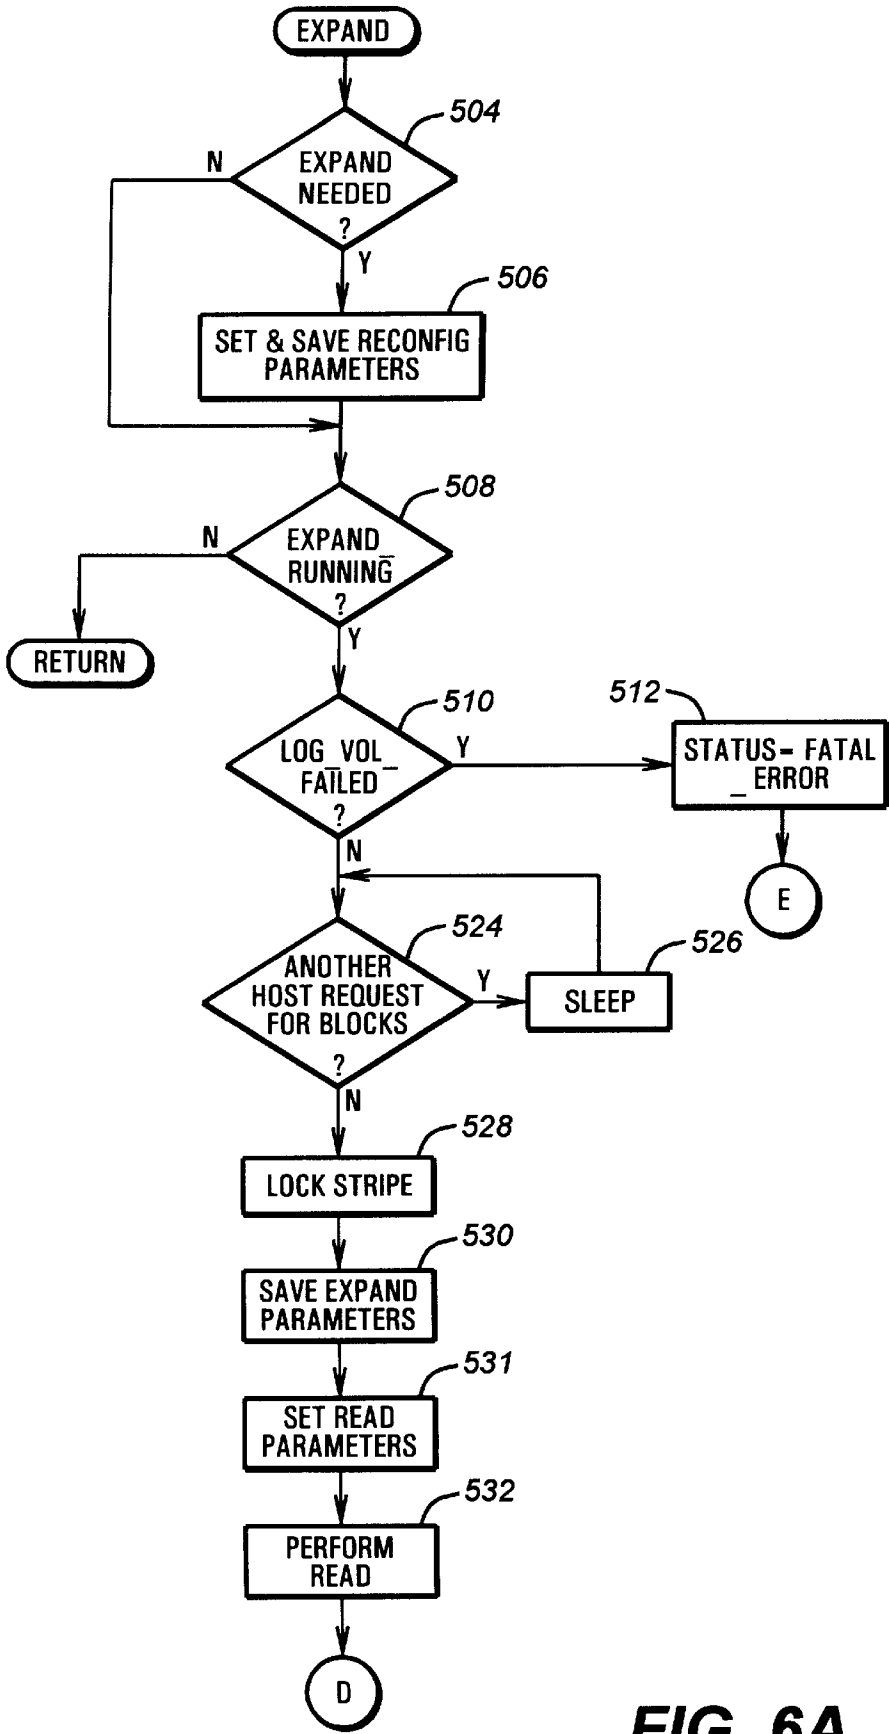 EXPAND
504
N
EXPAND
NEEDED
?
Y
506
SET & SAVE RECONFIG
PARAMETERS
508
N
EXPAND_
RUNNING
?
Y
RETURN
510
512
LOG_VOL_
FAILED
?
Y
STATUS= FATAL
_ERROR
N
E
524
526
ANOTHER
HOST REQUEST
FOR BLOCKS
?
Y
SLEEP
N
528
LOCK STRIPE
530
SAVE EXPAND
PARAMETERS
531
SET READ
PARAMETERS
532
PERFORM
READ
D
FIG. 6A